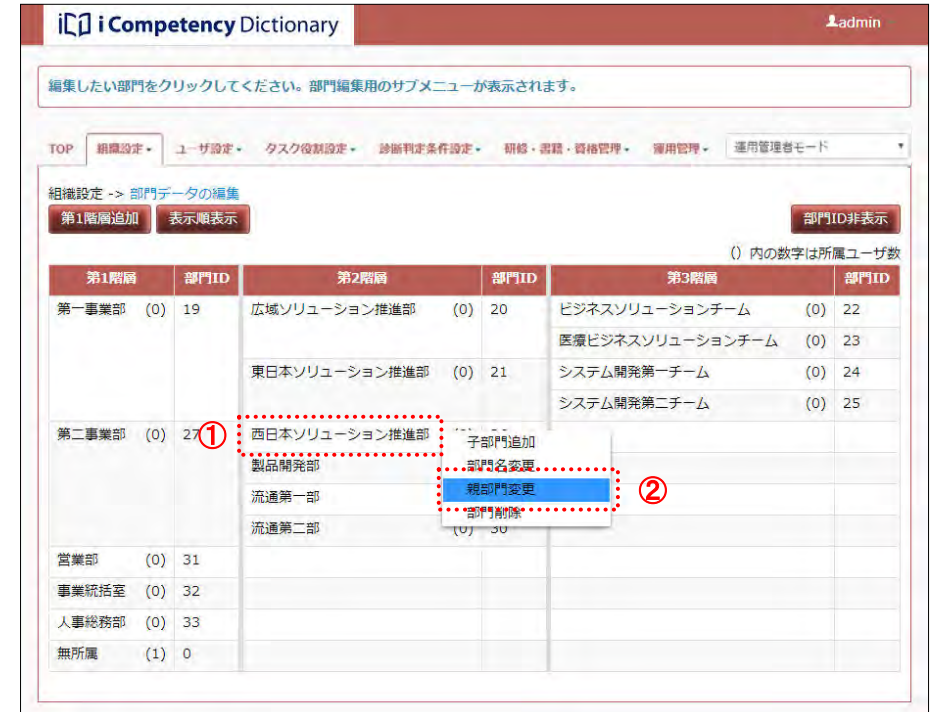 iCD i Competency Dictionary
admin
編集したい部門をクリックしてください。部門編集用のサブメニューが表示されます。
TOP 組織設定 ユーザ設定 タスク役割設定 診断判定条件設定 研修・書籍・資格管理 運用管理 運用管理者モード
組織設定 -> 部門データの編集
第1階層追加 表示順表示 部門ID非表示
() 内の数字は所属ユーザ数
第1階層 部門ID 第2階層 部門ID 第3階層 部門ID
第一事業部 (0) 19 広域ソリューション推進部 (0) 20 ビジネスソリューションチーム (0) 22
医療ビジネスソリューションチーム (0) 23
東日本ソリューション推進部 (0) 21 システム開発第一チーム (0) 24
システム開発第二チーム (0) 25
第二事業部 (0) 27 ① 西日本ソリューション推進部
子部門追加
製品開発部 部門名変更
流通第一部 親部門変更 ②
部門削除
流通第二部 (0) 30
営業部 (0) 31
事業統括室 (0) 32
人事総務部 (0) 33
無所属 (1) 0